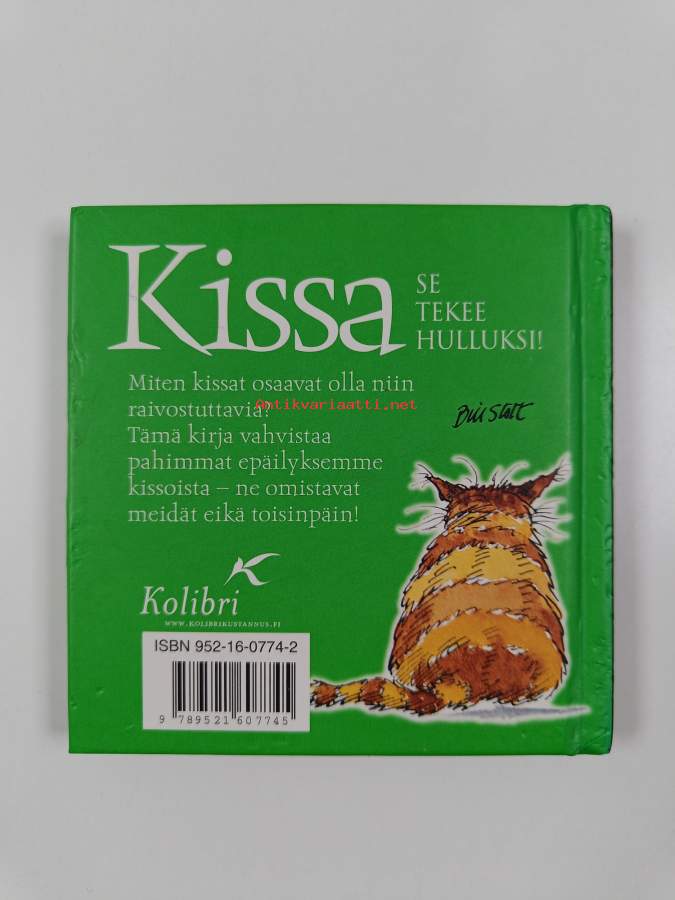 Kissa
SE
TEKEE
HULLUKSI!
Miten kissat osaavat olla niin
raivostuttavia?
antikvariaatti.net
Tämä kirja vahvistaa
pahimmat epäilyksemme
kissoista – ne omistavat
meidät eikä toisinpäin!
Bill Stott
Kolibri
WWW.KOLIBRIKUSTANNUS.FI
ISBN 952-16-0774-2
9 789521 607745